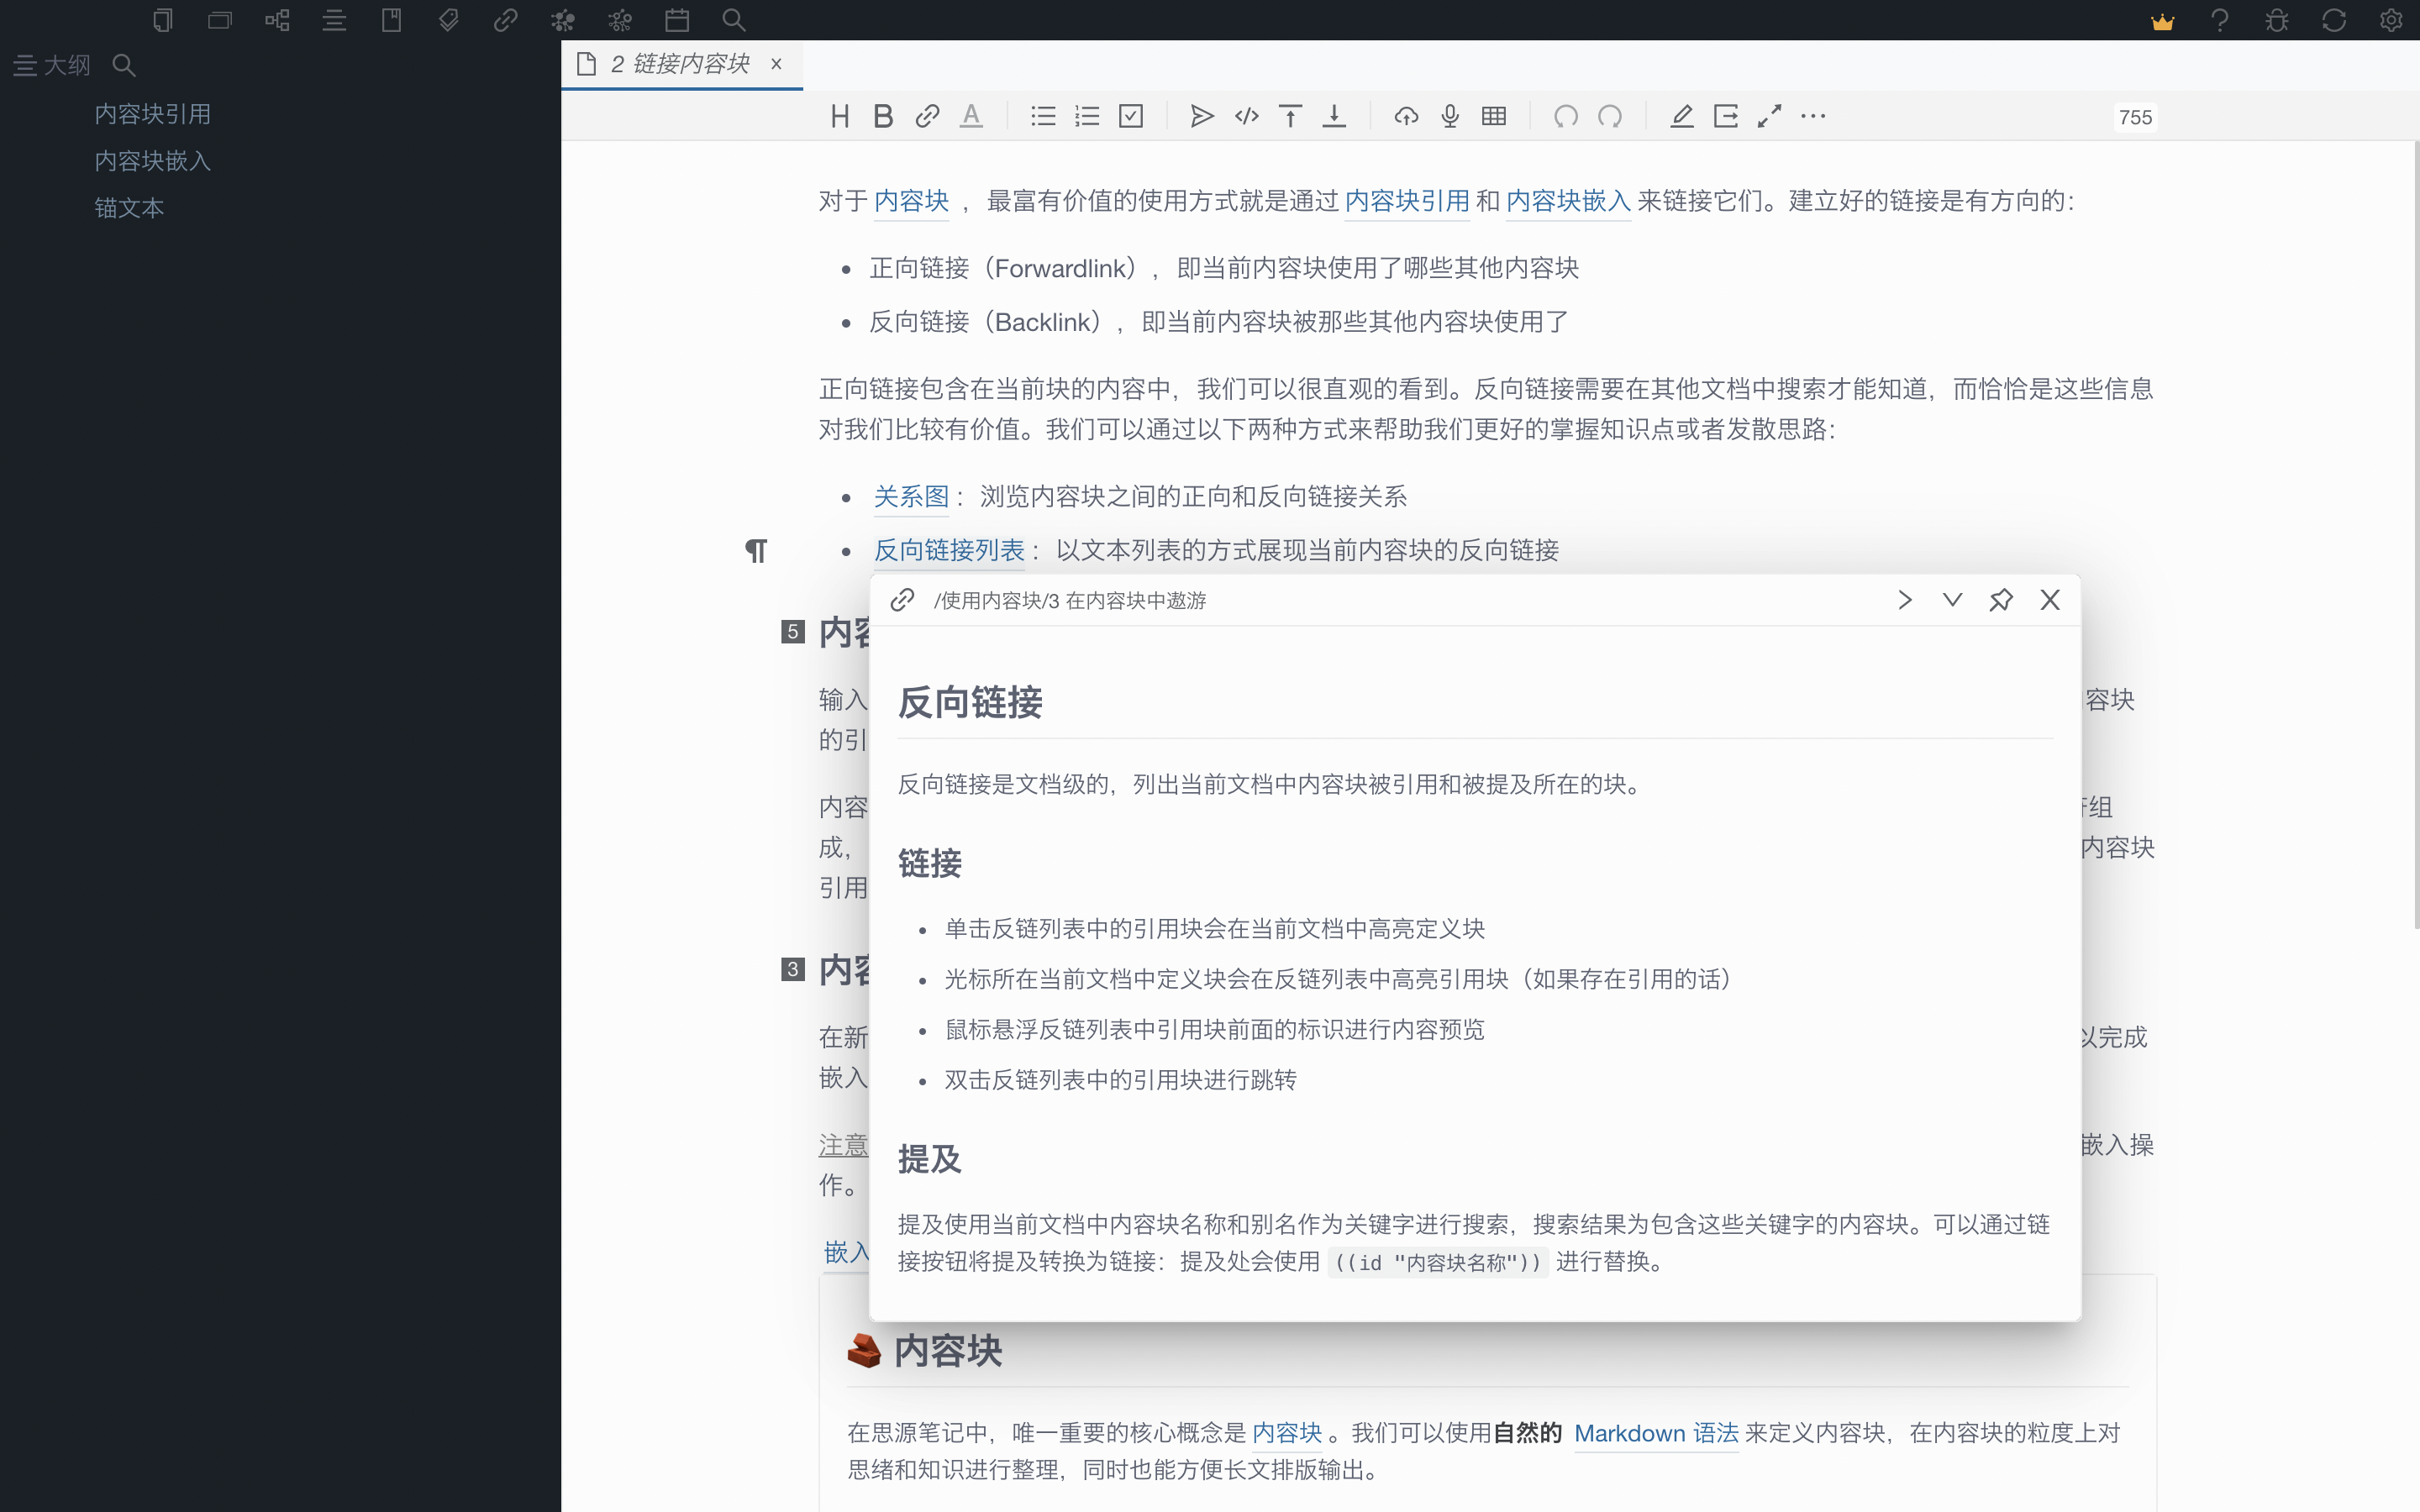 大纲
内容块引用
内容块嵌入
锚文本
2 链接内容块
755
对于 内容块 ，最富有价值的使用方式就是通过 内容块引用 和 内容块嵌入 来链接它们。建立好的链接是有方向的：
正向链接（Forwardlink），即当前内容块使用了哪些其他内容块
反向链接（Backlink），即当前内容块被那些其他内容块使用了
正向链接包含在当前块的内容中，我们可以很直观的看到。反向链接需要在其他文档中搜索才能知道，而恰恰是这些信息
对我们比较有价值。我们可以通过以下两种方式来帮助我们更好的掌握知识点或者发散思路：
关系图 ：浏览内容块之间的正向和反向链接关系
反向链接列表 ：以文本列表的方式展现当前内容块的反向链接
/使用内容块/3 在内容块中遨游
反向链接
反向链接是文档级的，列出当前文档中内容块被引用和被提及所在的块。
链接
单击反链列表中的引用块会在当前文档中高亮定义块
光标所在当前文档中定义块会在反链列表中高亮引用块（如果存在引用的话）
鼠标悬浮反链列表中引用块前面的标识进行内容预览
双击反链列表中的引用块进行跳转
提及
提及使用当前文档中内容块名称和别名作为关键字进行搜索，搜索结果为包含这些关键字的内容块。可以通过链
接按钮将提及转换为链接：提及处会使用 ((id "内容块名称")) 进行替换。
5 内容
输入 容块
的引
内容 组
成， 内容块
引用
3 内容
在新 以完成
嵌入
注意 嵌入操
作。
嵌入
内容块
在思源笔记中，唯一重要的核心概念是 内容块 。我们可以使用自然的 Markdown 语法 来定义内容块，在内容块的粒度上对
思绪和知识进行整理，同时也能方便长文排版输出。